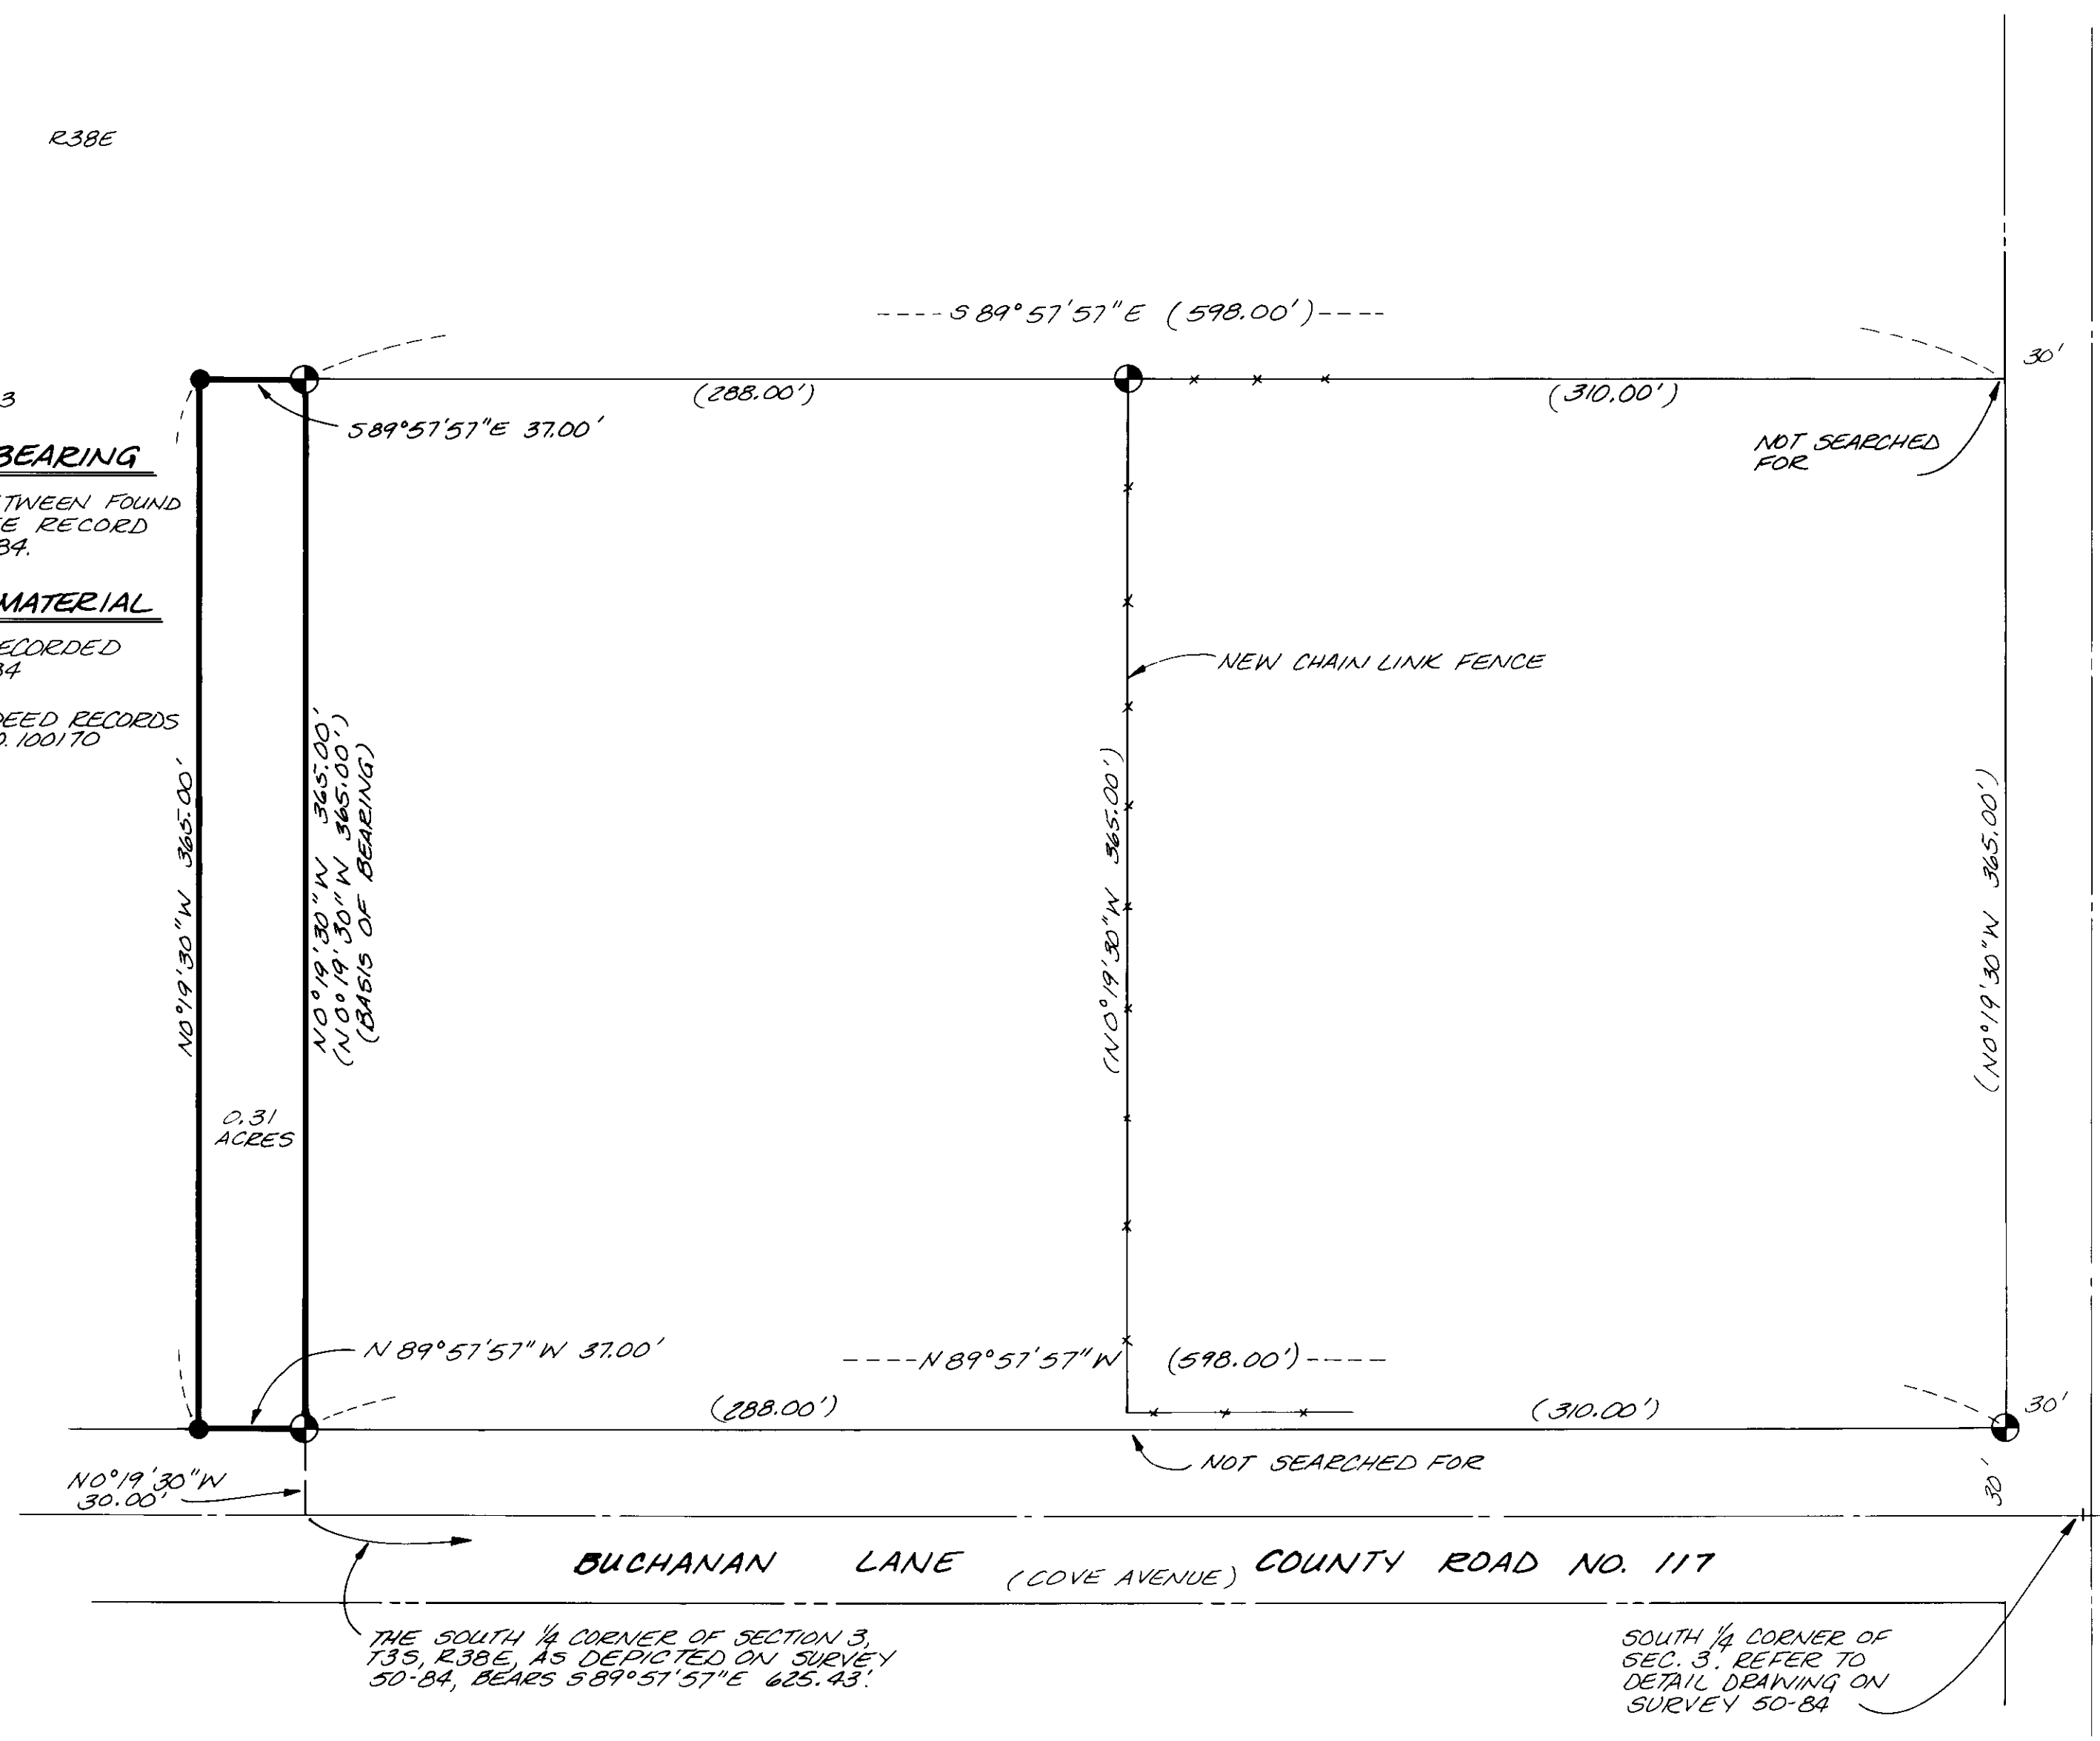 R38E
----S 89°57'57"E (598.00')----
30'
3
(288.00')
(310.00')
S89°57'57"E 37.00'
NOT SEARCHED
FOR
BEARING
TWEEN FOUND
E RECORD
84.
MATERIAL
ECORDED
84
DEED RECORDS
O. 100170
NEW CHAIN LINK FENCE
N0°19'30"W 365.00'
N0°19'30"W 365.00'
(N0°19'30"W 365.00')
(BASIS OF BEARING)
(N0°19'30"W 365.00')
(N0°19'30"W 365.00')
0.31
ACRES
N 89°57'57"W 37.00'
----N 89°57'57"W (598.00')----
(288.00')
(310.00')
30'
NOT SEARCHED FOR
N0°19'30"W
30.00'
30'
BUCHANAN LANE (COVE AVENUE) COUNTY ROAD NO. 117
THE SOUTH 1/4 CORNER OF SECTION 3,
T3S, R38E, AS DEPICTED ON SURVEY
50-84, BEARS S89°57'57"E 625.43'.
SOUTH 1/4 CORNER OF
SEC. 3. REFER TO
DETAIL DRAWING ON
SURVEY 50-84